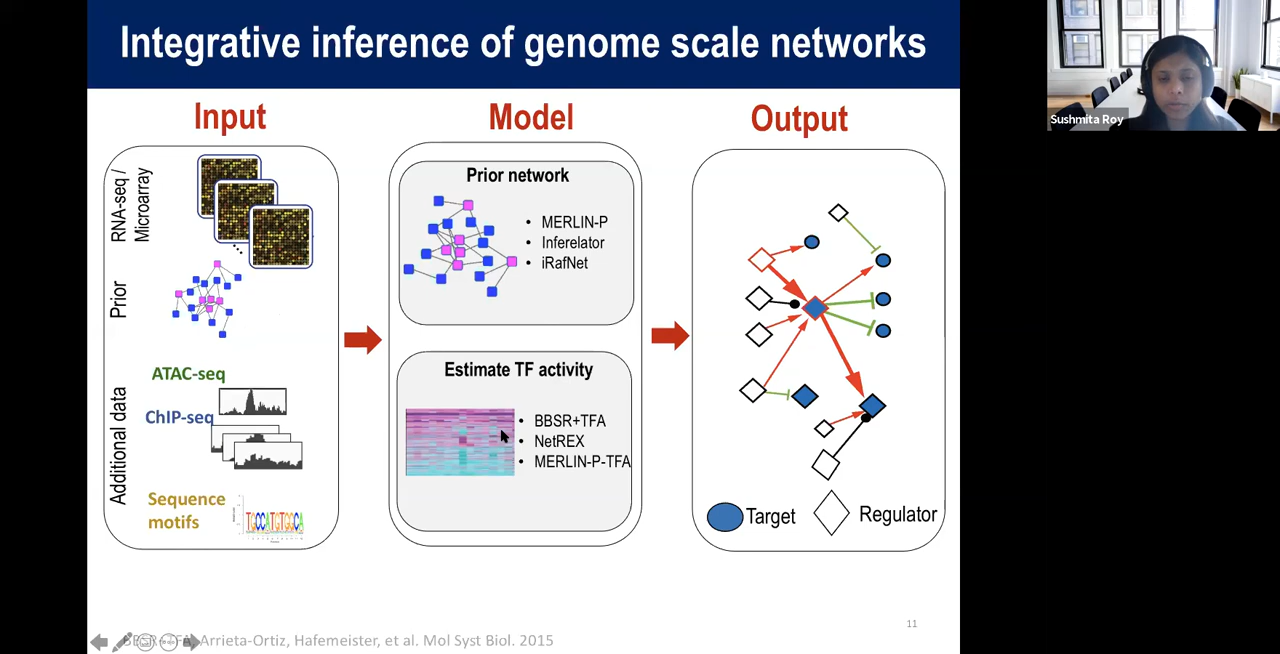 Integrative inference of genome scale networks
Sushmita Roy
Input
Model
Output
RNA-seq /
Microarray
Prior
Additional data
ATAC-seq
ChIP-seq
Sequence
motifs
TGCCATGTGGCA
Prior network
• MERLIN-P
• Inferelator
• iRafNet
Estimate TF activity
• BBSR+TFA
• NetREX
• MERLIN-P-TFA
Target
Regulator
11
Arrieta-Ortiz, Hafemeister, et al. Mol Syst Biol. 2015